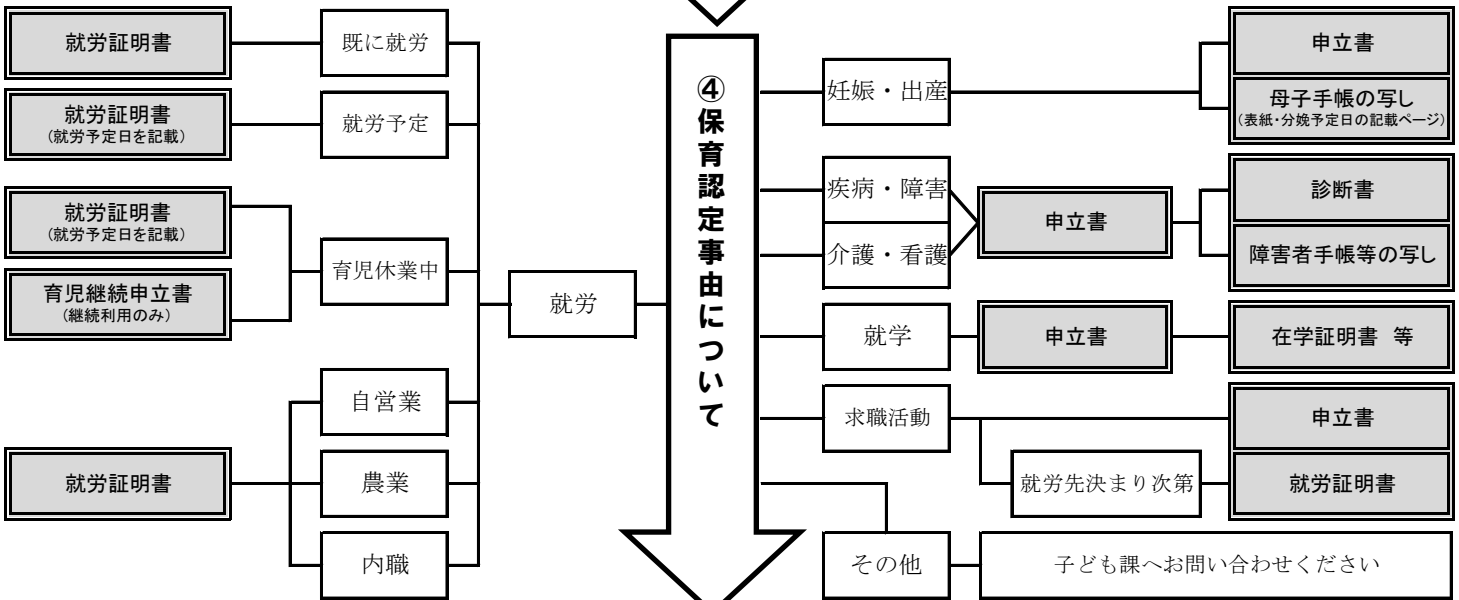 就労証明書
既に就労
就労証明書
(就労予定日を記載)
就労予定
就労証明書
(就労予定日を記載)
育児継続申立書
(継続利用のみ)
育児休業中
自営業
就労証明書
農業
内職
就労
④保育認定事由について
妊娠・出産
申立書
母子手帳の写し
(表紙・分娩予定日の記載ページ)
疾病・障害
介護・看護
申立書
診断書
障害者手帳等の写し
就学
申立書
在学証明書 等
求職活動
申立書
就労先決まり次第
就労証明書
その他
子ども課へお問い合わせください